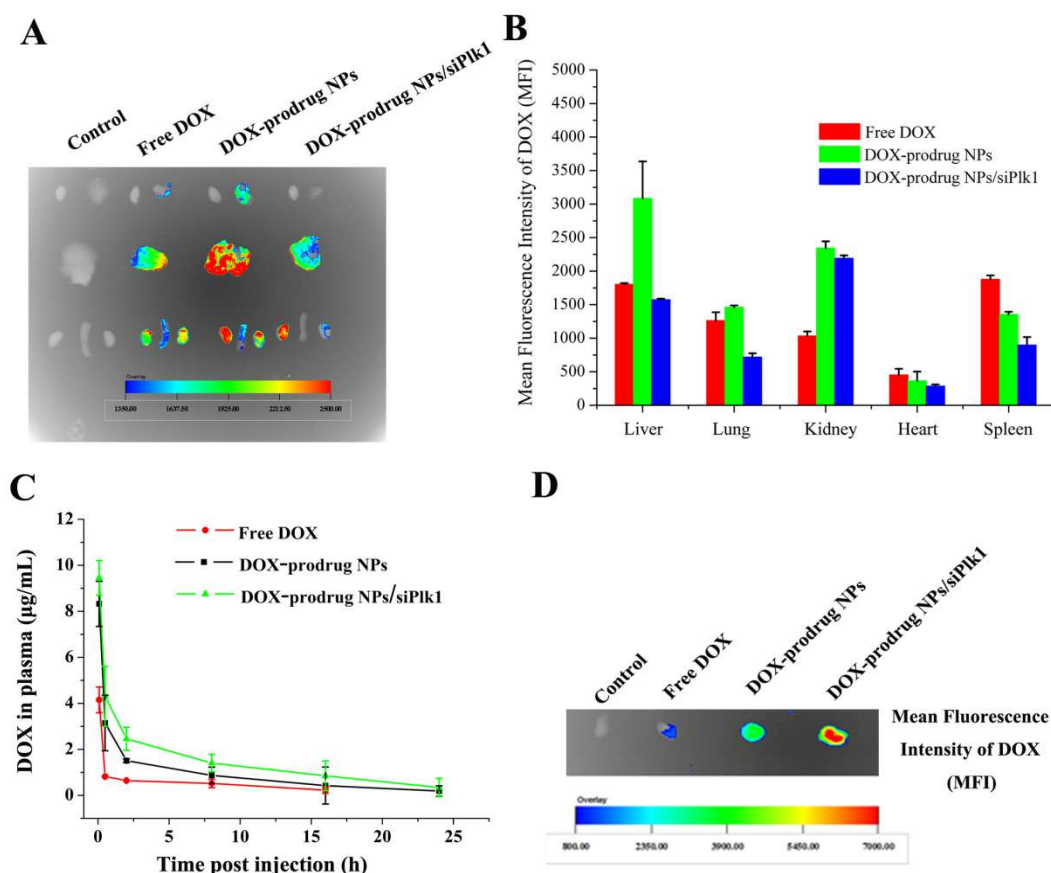 A
Control
Free DOX
DOX-prodrug NPs
DOX-prodrug NPs/siPlk1
Overlay
1350.00 1637.50 1925.00 2212.50 2500.00
B
Mean Fluorescence Intensity of DOX (MFI)
5000
4500
4000
3500
3000
2500
2000
1500
1000
500
0
Free DOX
DOX-prodrug NPs
DOX-prodrug NPs/siPlk1
Liver Lung Kidney Heart Spleen
C
DOX in plasma (µg/mL)
12
10
8
6
4
2
0
Free DOX
DOX-prodrug NPs
DOX-prodrug NPs/siPlk1
0 5 10 15 20 25
Time post injection (h)
D
Control
Free DOX
DOX-prodrug NPs
DOX-prodrug NPs/siPlk1
Mean Fluorescence
Intensity of DOX
(MFI)
Overlay
800.00 2350.00 3900.00 5450.00 7000.00